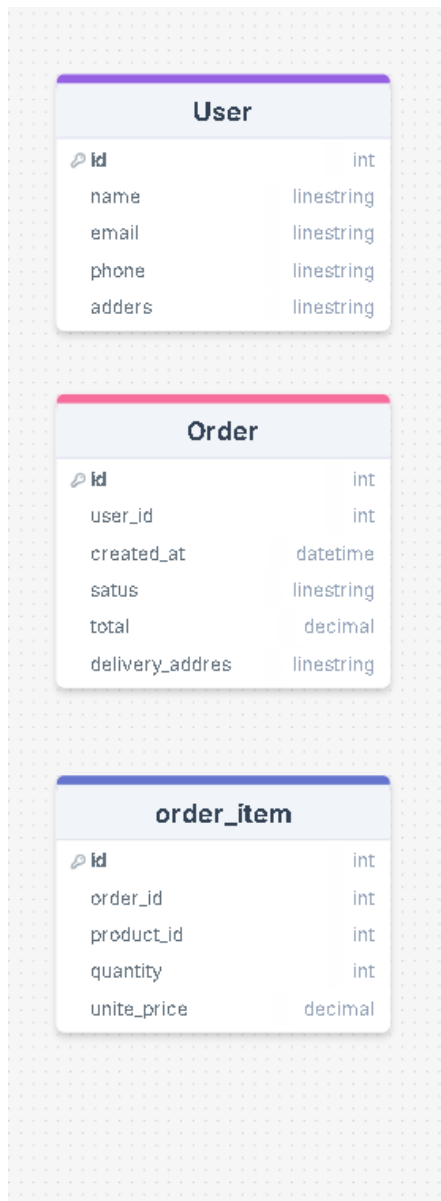 User
id int
name linestring
email linestring
phone linestring
adders linestring
Order
id int
user_id int
created_at datetime
satus linestring
total decimal
delivery_addres linestring
order_item
id int
order_id int
product_id int
quantity int
unite_price decimal